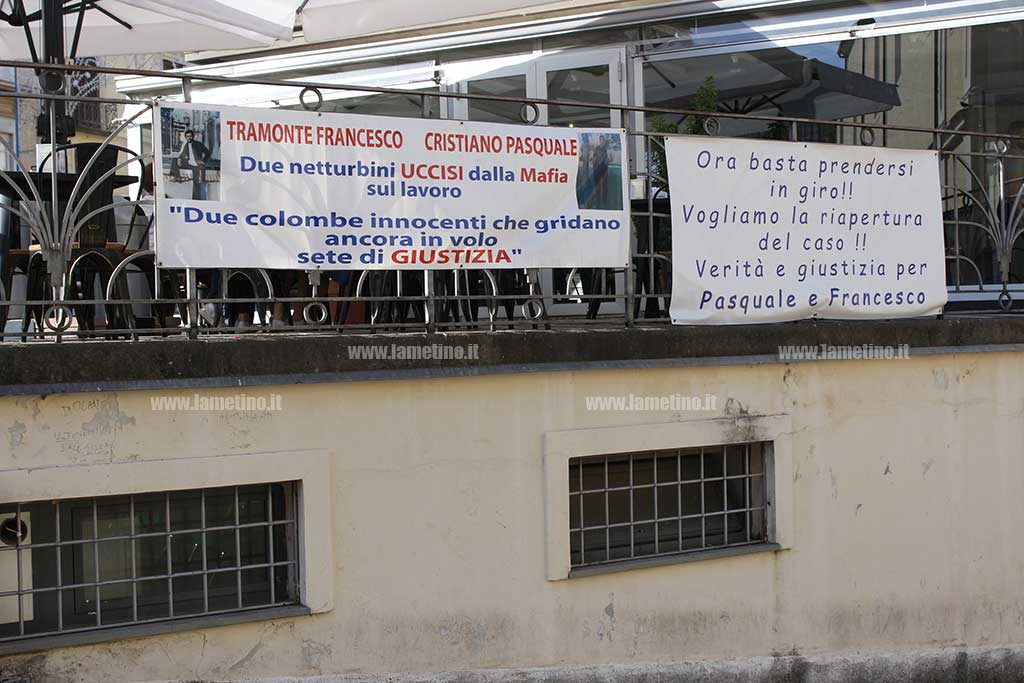 TRAMONTE FRANCESCO CRISTIANO PASQUALE
Due netturbini UCCISI dalla Mafia
sul lavoro
"Due colombe innocenti che gridano
ancora in volo
sete di GIUSTIZIA"
Ora basta prendersi
in giro!!
Vogliamo la riapertura
del caso !!
Verità e giustizia per
Pasquale e Francesco
www.lametino.it
www.lametino.it
www.lametino.it
www.lametino.it